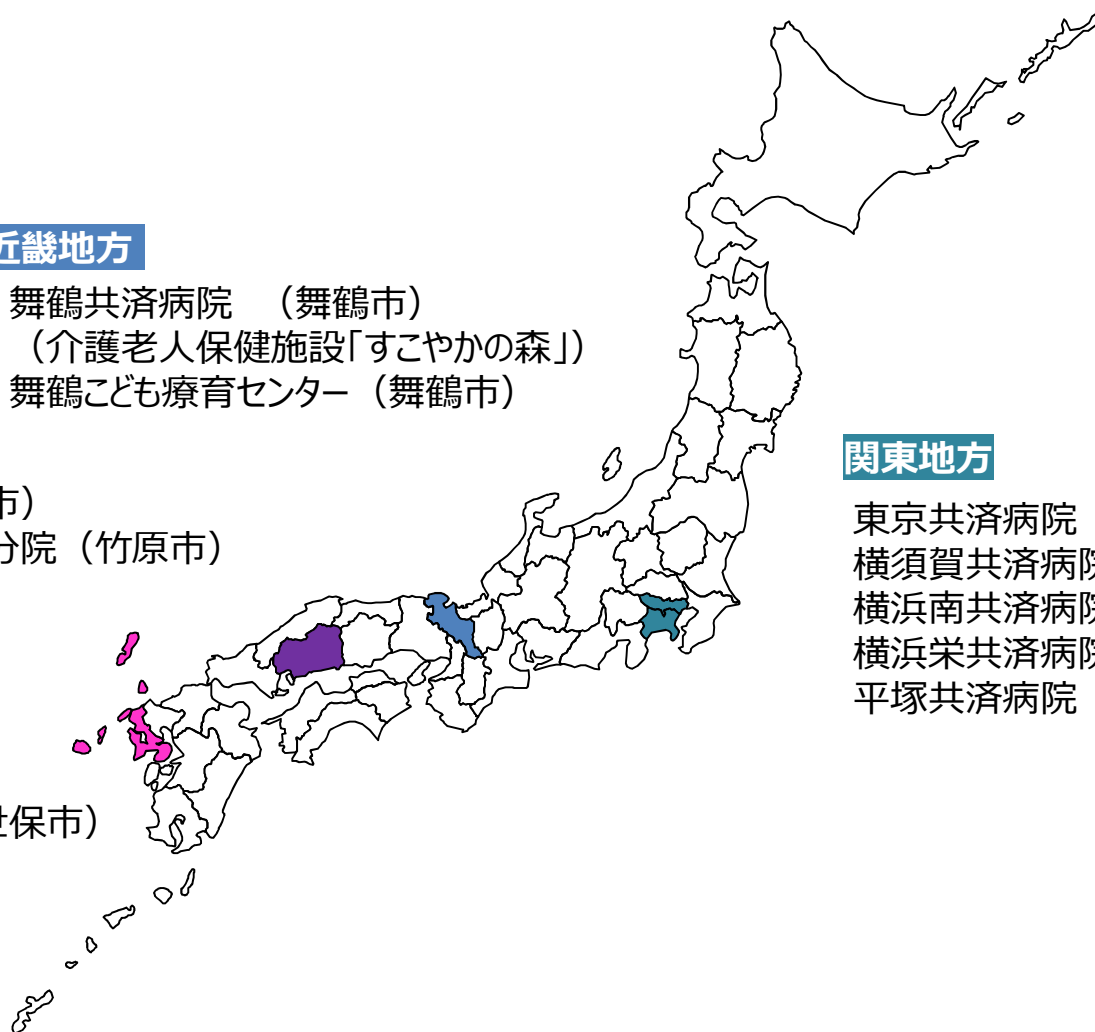 近畿地方
舞鶴共済病院　（舞鶴市）
（介護老人保健施設「すこやかの森」）
舞鶴こども療育センター（舞鶴市）
市）
分院（竹原市）
世保市）
関東地方
東京共済病院
横須賀共済病院
横浜南共済病院
横浜栄共済病院
平塚共済病院